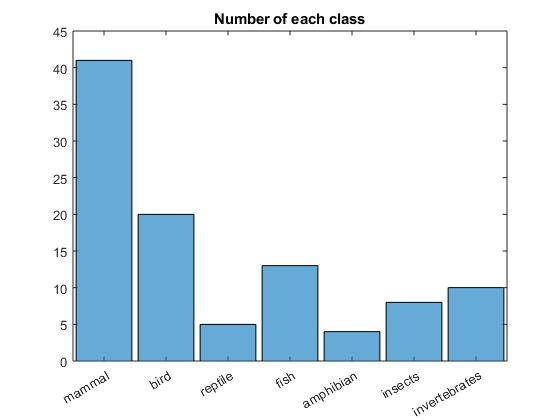 Number of each class
45
40
35
30
25
20
15
10
5
0
mammal
bird
reptile
fish
amphibian
insects
invertebrates